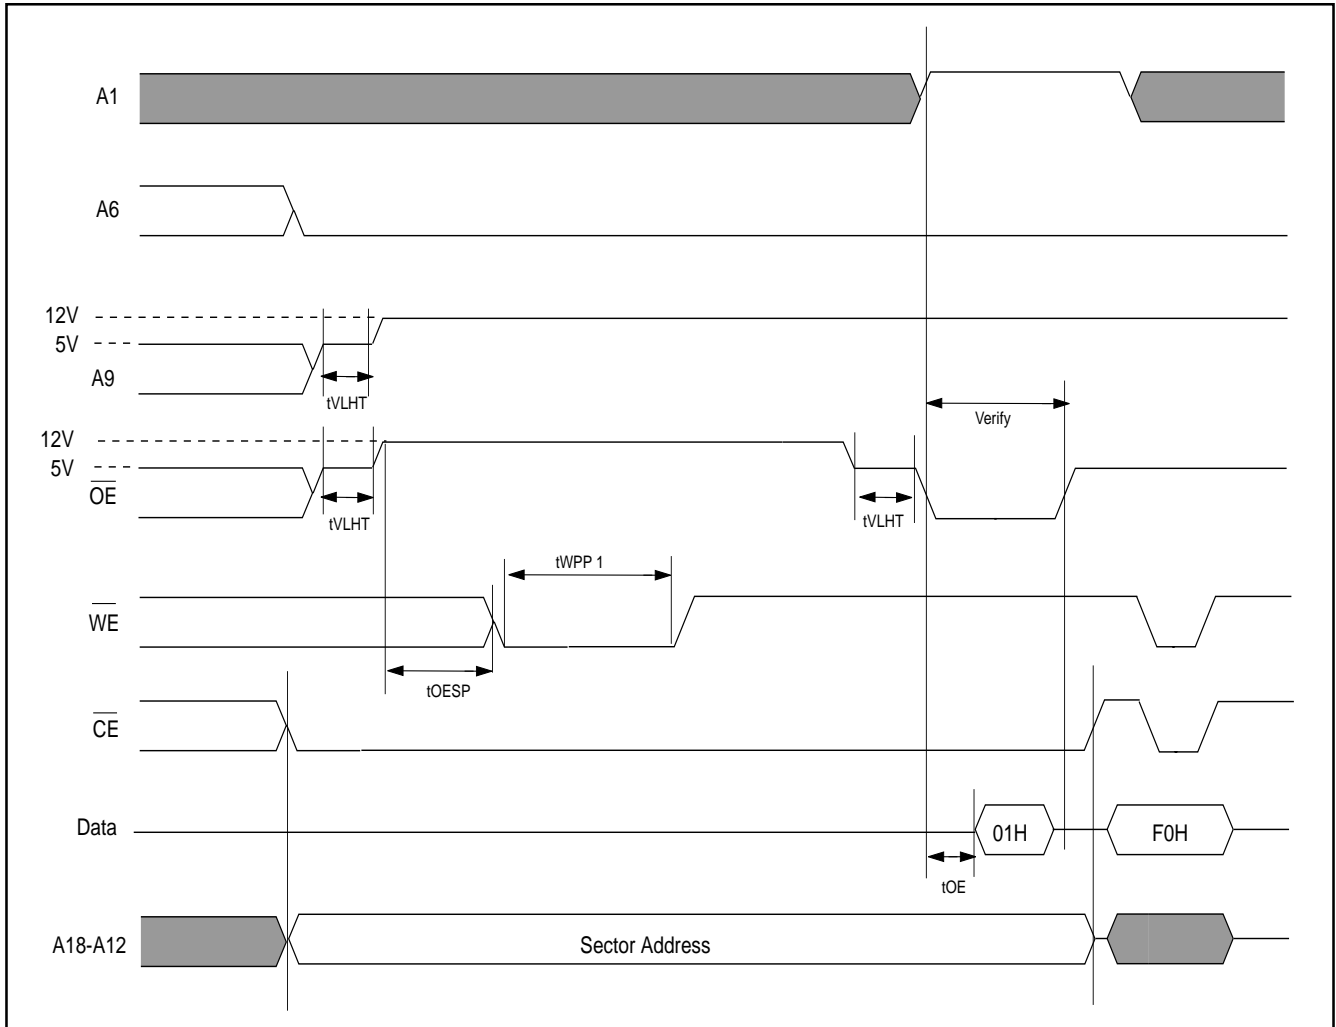 A1
A6
12V
5V
A9
tVLHT
Verify
12V
5V
OE
tVLHT
tVLHT
tWPP 1
WE
tOESP
CE
Data
01H
F0H
tOE
A18-A12
Sector Address